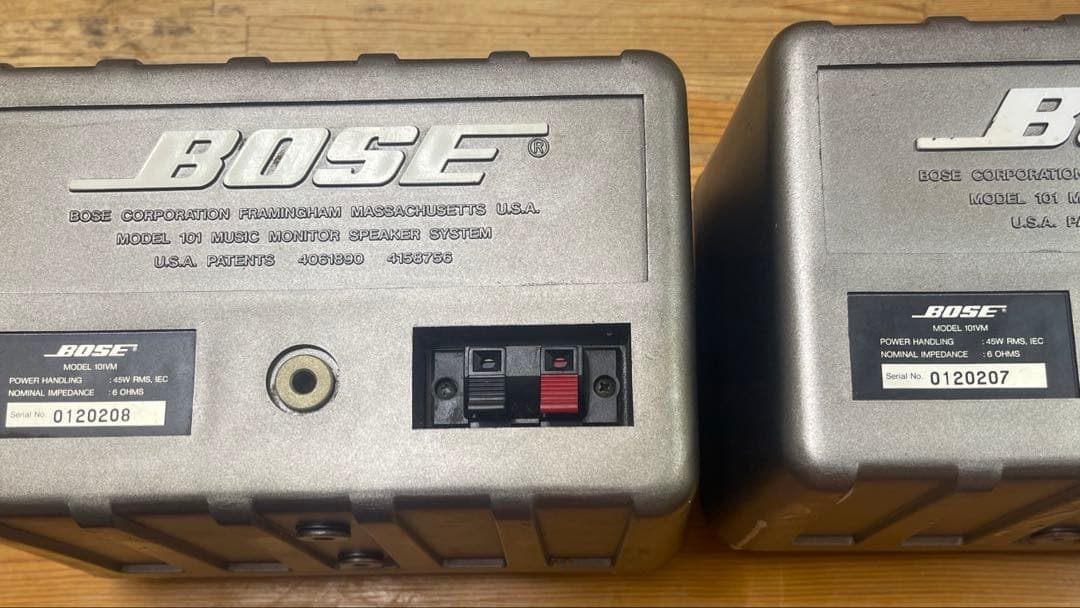 BOSE®
BOSE CORPORATION FRAMINGHAM MASSACHUSETTS U.S.A.
MODEL 101 MUSIC MONITOR SPEAKER SYSTEM
U.S.A. PATENTS 4061890 4158756
BOSE
MODEL 101VM
POWER HANDLING : 45W RMS, IEC
NOMINAL IMPEDANCE : 6 OHMS
Serial No. 0120208
BOSE CORPORATION
MODEL 101
U.S.A.
BOSE
MODEL 101VM
POWER HANDLING : 45W RMS, IEC
NOMINAL IMPEDANCE : 6 OHMS
Serial No. 0120207